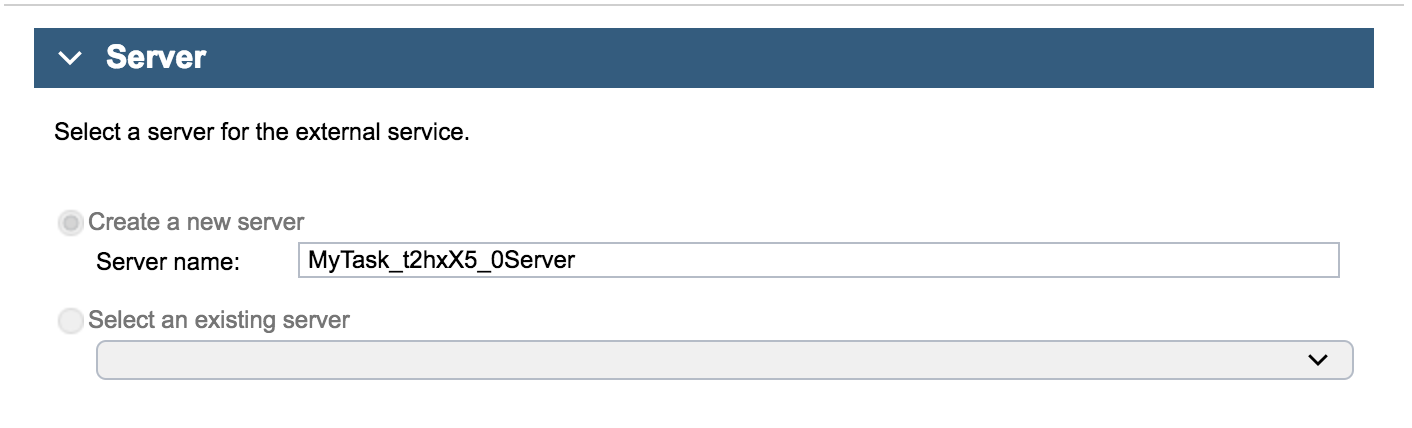 Server
Select a server for the external service.
Create a new server
Server name: MyTask_t2hxX5_0Server
Select an existing server